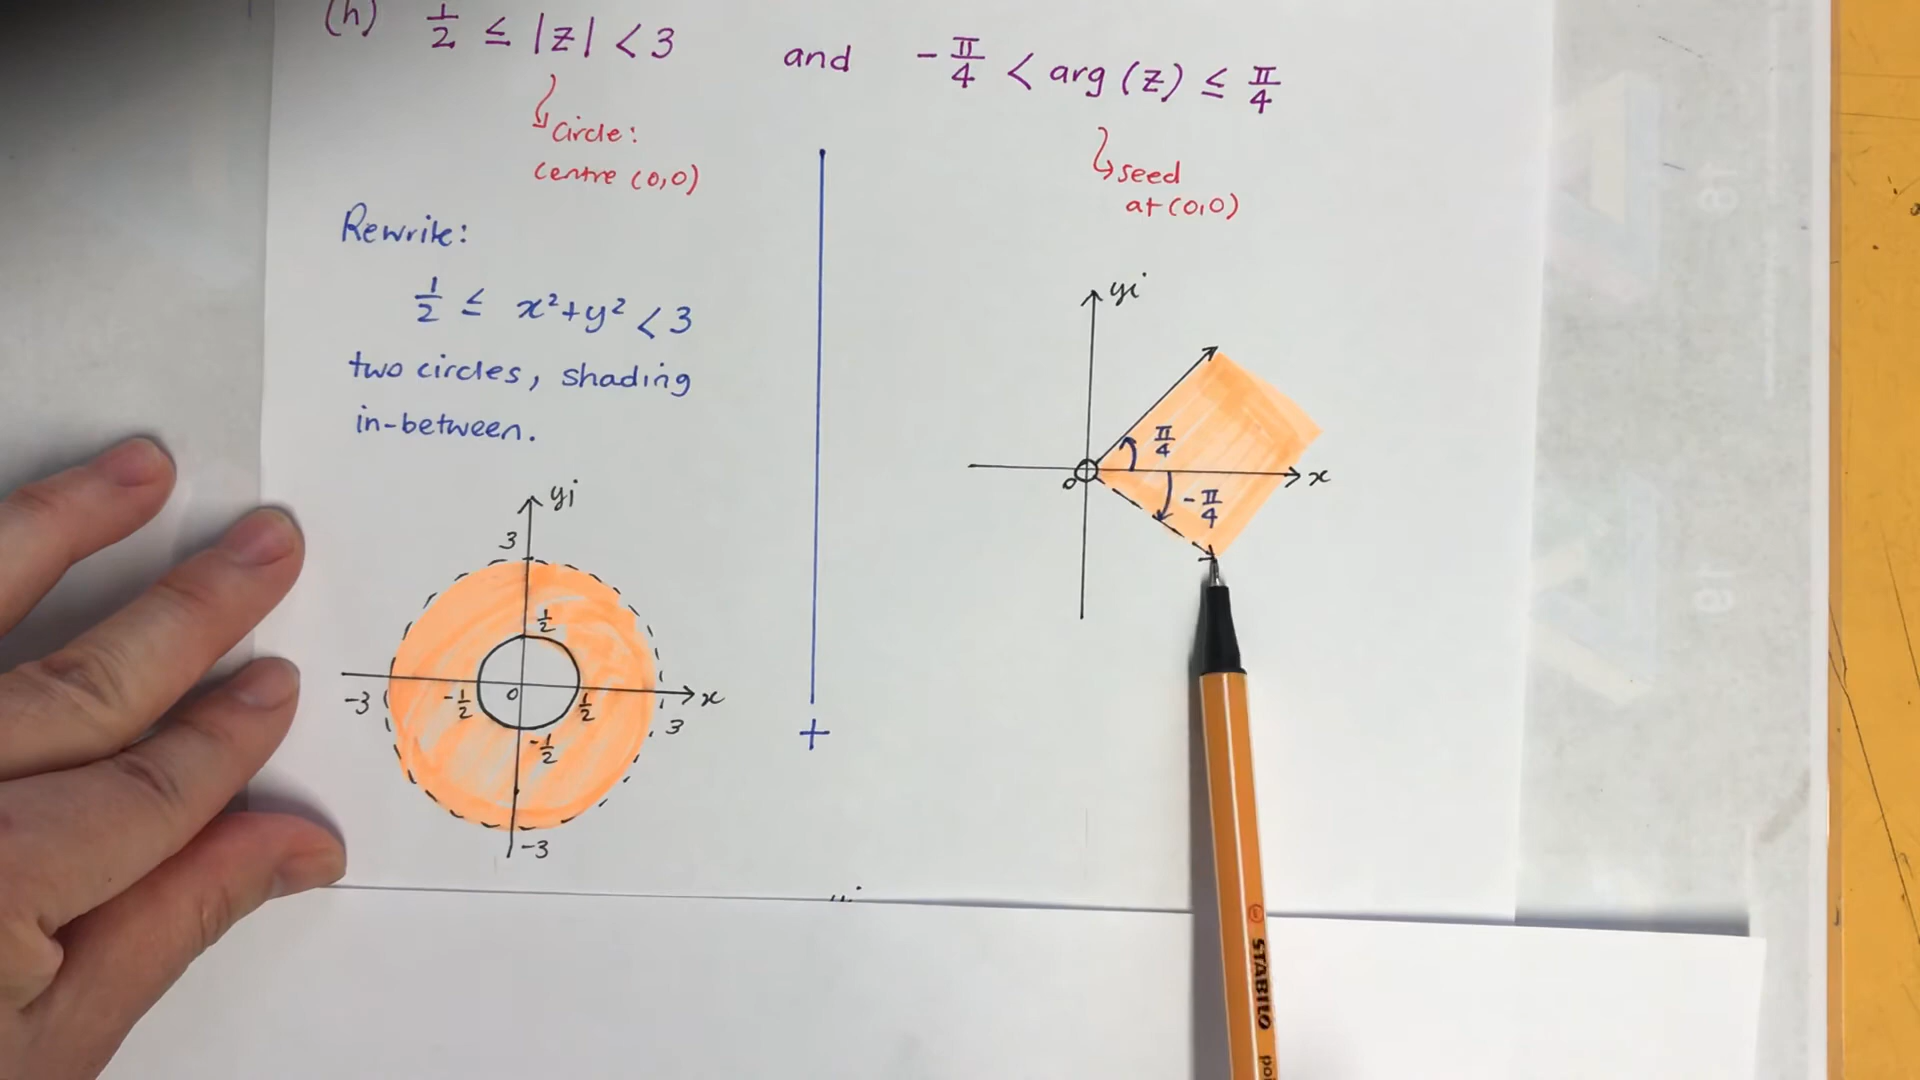 (h) 1/2 ≤ |z| < 3 and -π/4 < arg (z) ≤ π/4
Circle:
centre (0,0)
seed
at (0,0)
Rewrite:
1/2 ≤ x²+y² < 3
two circles, shading
in-between.
yi
3
1/2
-3
-1/2
0
1/2
3
x
-1/2
-3
+
yi
π/4
0
x
-π/4
STABILO
poi